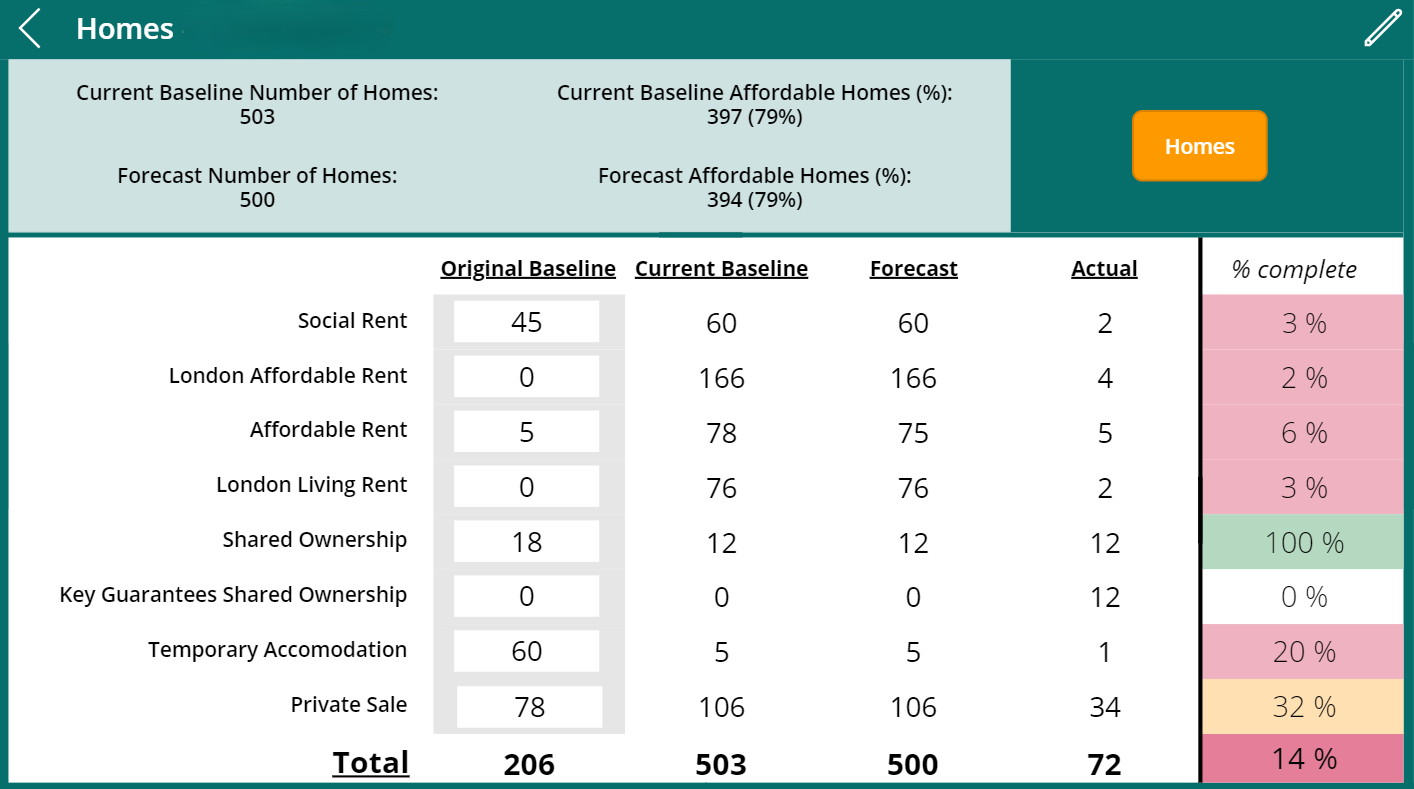 Homes
Current Baseline Number of Homes:
503
Current Baseline Affordable Homes (%):
397 (79%)
Homes
Forecast Number of Homes:
500
Forecast Affordable Homes (%):
394 (79%)
Original Baseline Current Baseline Forecast Actual % complete
Social Rent 45 60 60 2 3 %
London Affordable Rent 0 166 166 4 2 %
Affordable Rent 5 78 75 5 6 %
London Living Rent 0 76 76 2 3 %
Shared Ownership 18 12 12 12 100 %
Key Guarantees Shared Ownership 0 0 0 12 0 %
Temporary Accomodation 60 5 5 1 20 %
Private Sale 78 106 106 34 32 %
Total 206 503 500 72 14 %